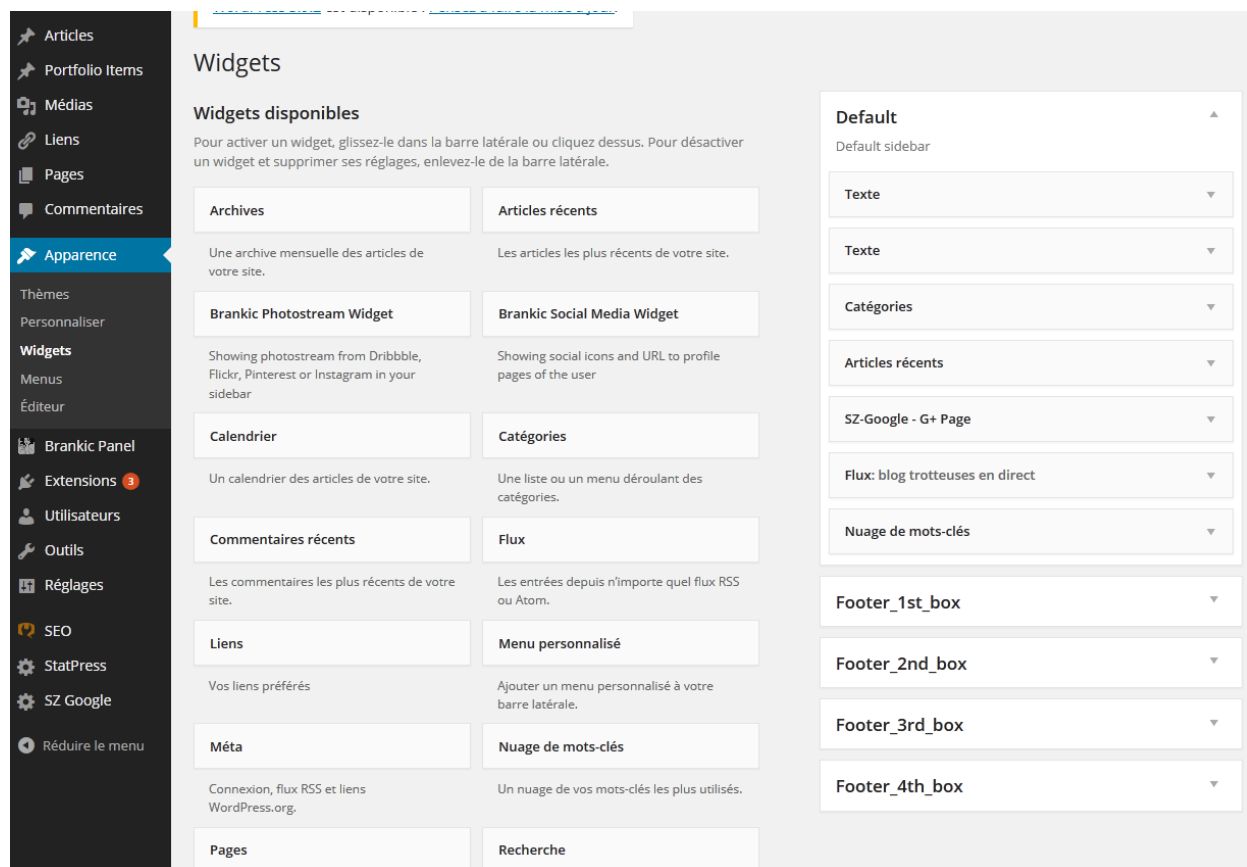 Articles
Portfolio Items
Médias
Liens
Pages
Commentaires
Apparence
Thèmes
Personnaliser
Widgets
Menus
Éditeur
Brankic Panel
Extensions 3
Utilisateurs
Outils
Réglages
SEO
StatPress
SZ Google
Réduire le menu
Widgets
Widgets disponibles
Pour activer un widget, glissez-le dans la barre latérale ou cliquez dessus. Pour désactiver
un widget et supprimer ses réglages, enlevez-le de la barre latérale.
Archives
Une archive mensuelle des articles de
votre site.
Articles récents
Les articles les plus récents de votre site.
Brankic Photostream Widget
Showing photostream from Dribbble,
Flickr, Pinterest or Instagram in your
sidebar
Brankic Social Media Widget
Showing social icons and URL to profile
pages of the user
Calendrier
Un calendrier des articles de votre site.
Catégories
Une liste ou un menu déroulant des
catégories.
Commentaires récents
Les commentaires les plus récents de votre
site.
Flux
Les entrées depuis n'importe quel flux RSS
ou Atom.
Liens
Vos liens préférés
Menu personnalisé
Ajouter un menu personnalisé à votre
barre latérale.
Méta
Connexion, flux RSS et liens
WordPress.org.
Nuage de mots-clés
Un nuage de vos mots-clés les plus utilisés.
Pages
Recherche
Default
Default sidebar
Texte
Texte
Catégories
Articles récents
SZ-Google - G+ Page
Flux: blog trotteuses en direct
Nuage de mots-clés
Footer_1st_box
Footer_2nd_box
Footer_3rd_box
Footer_4th_box